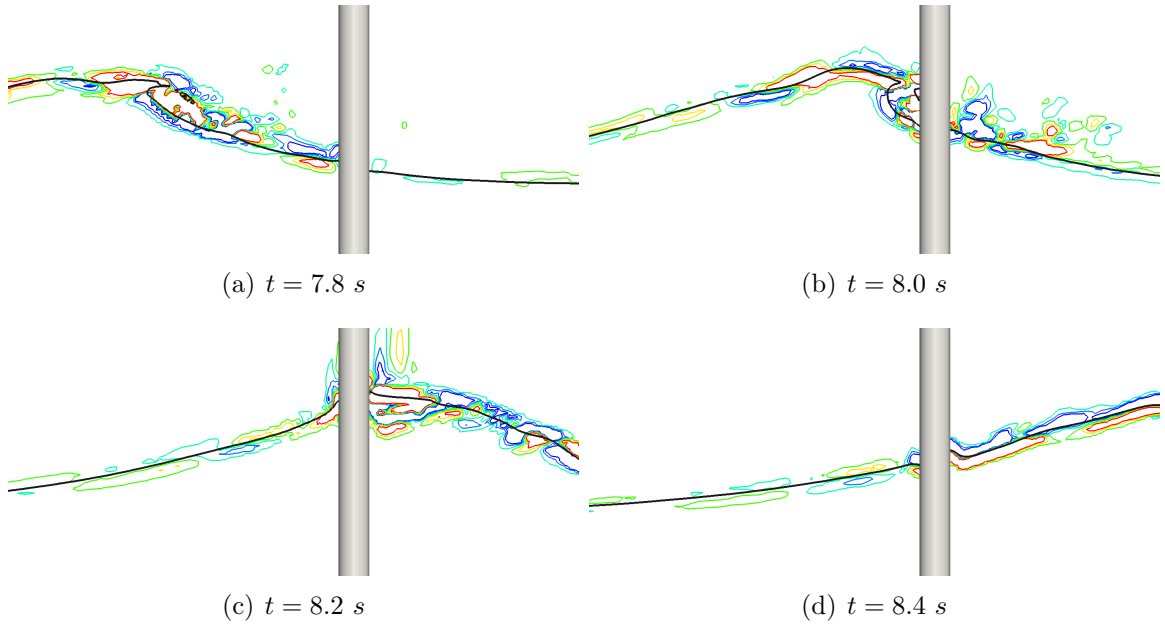 (a) t = 7.8 s
(b) t = 8.0 s
(c) t = 8.2 s
(d) t = 8.4 s